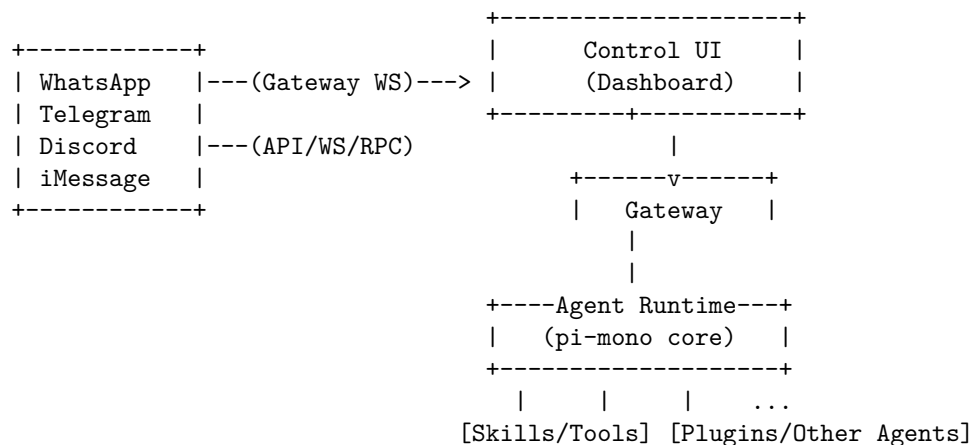 +---------------------+
+------------+                    |      Control UI     |
| WhatsApp   |---(Gateway WS)---> |      (Dashboard)    |
| Telegram   |                    +---------+-----------+
| Discord    |---(API/WS/RPC)                  |
| iMessage   |                          +------v------+
+------------+                          |   Gateway   |
                                            |
                                            |
                                  +----Agent Runtime---+
                                  |   (pi-mono core)   |
                                  +--------------------+
                                    |     |     |    ...
                                [Skills/Tools] [Plugins/Other Agents]